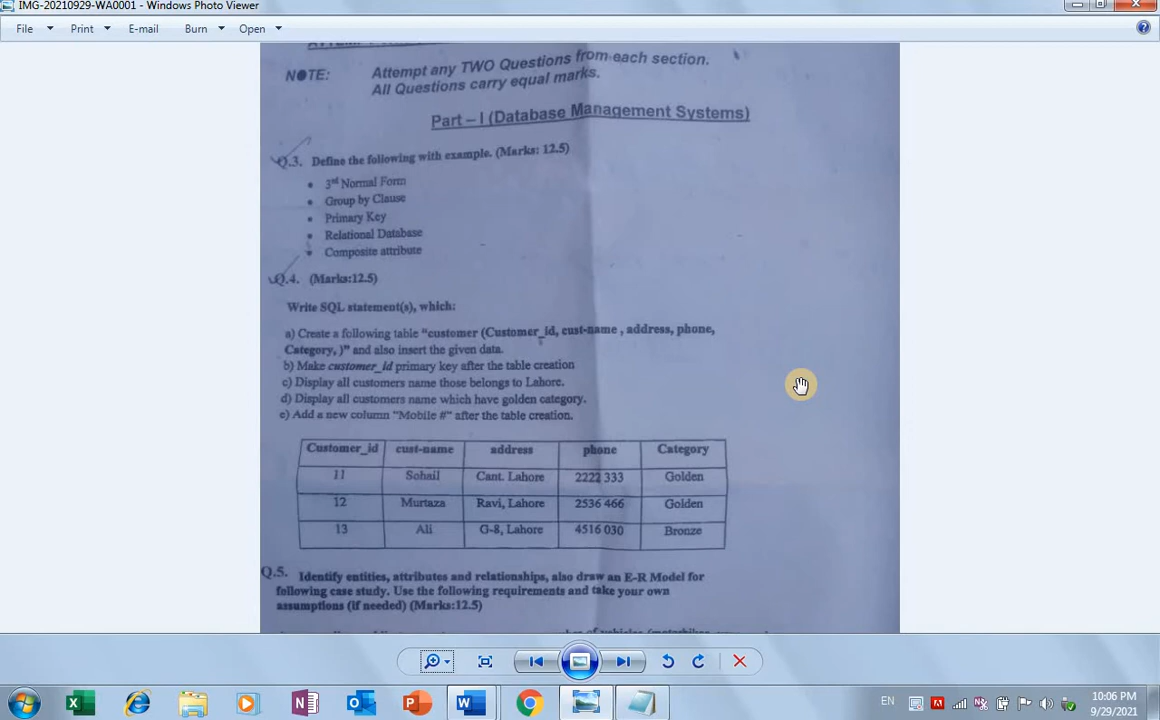 IMG-20210929-WA0001 - Windows Photo Viewer
File Print E-mail Burn Open
NOTE: Attempt any TWO Questions from each section.
All Questions carry equal marks.
Part – I (Database Management Systems)
Q.3. Define the following with example. (Marks: 12.5)
• 3rd Normal Form
• Group by Clause
• Primary Key
• Relational Database
• Composite attribute
Q.4. (Marks:12.5)
Write SQL statement(s), which:
a) Create a following table “customer (Customer_id, cust-name , address, phone,
Category, )” and also insert the given data.
b) Make customer_id primary key after the table creation
c) Display all customers name those belongs to Lahore.
d) Display all customers name which have golden category.
e) Add a new column “Mobile #” after the table creation.
Customer_id cust-name address phone Category
11 Sohail Cant. Lahore 2222 333 Golden
12 Murtaza Ravi, Lahore 2536 466 Golden
13 Ali G-8, Lahore 4516 030 Bronze
Q.5. Identify entities, attributes and relationships, also draw an E-R Model for
following case study. Use the following requirements and take your own
assumptions (if needed) (Marks:12.5)
of vehicles (motorbikes
EN 10:06 PM
9/29/2021